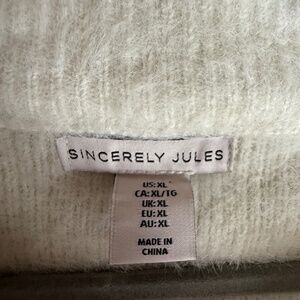 SINCERELY JULES
US: XL
CA: XL/TG
UK: XL
EU: XL
AU: XL
MADE IN
CHINA